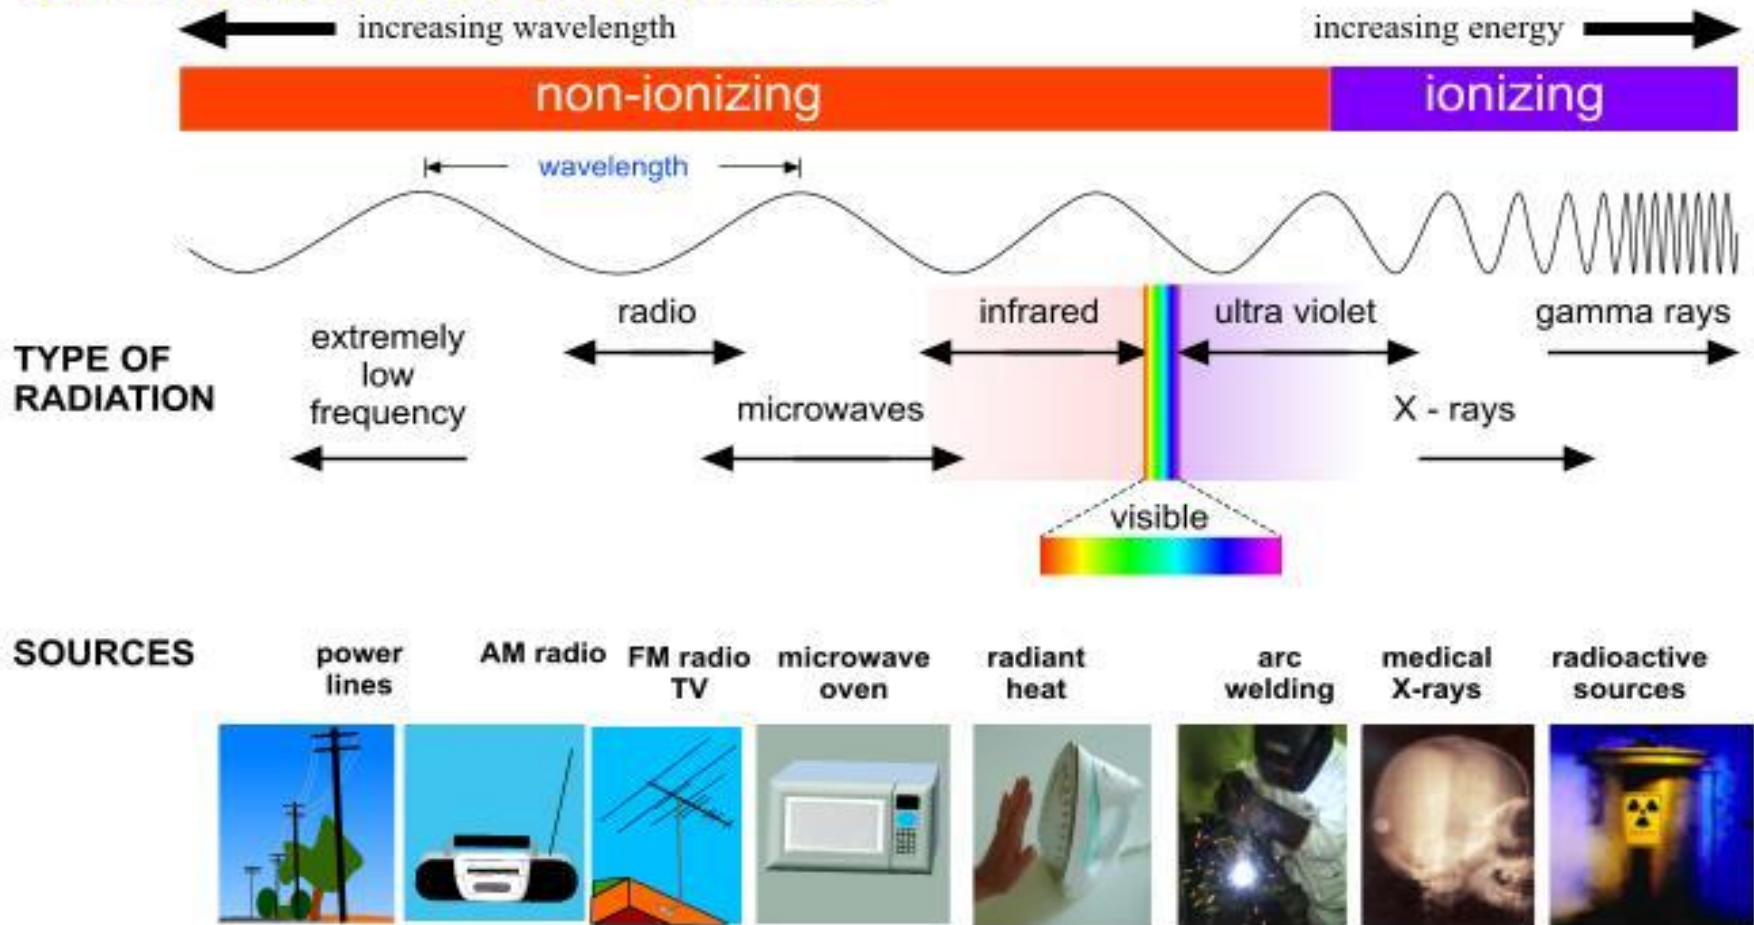 increasing wavelength
increasing energy
non-ionizing
ionizing
wavelength
TYPE OF
RADIATION
extremely
low
frequency
radio
microwaves
infrared
ultra violet
X - rays
gamma rays
visible
SOURCES
power
lines
AM radio
FM radio
TV
microwave
oven
radiant
heat
arc
welding
medical
X-rays
radioactive
sources